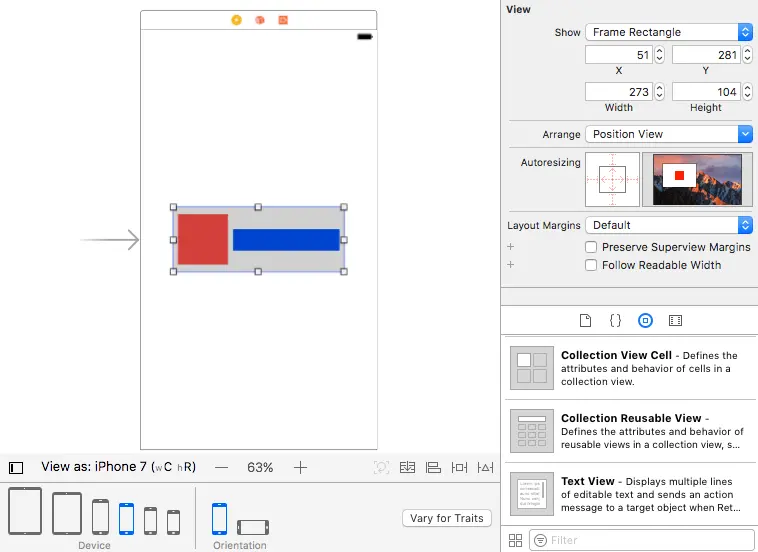 View
Show
Frame Rectangle
51
281
X
Y
273
104
Width
Height
Arrange
Position View
Autoresizing
Layout Margins
Default
Preserve Superview Margins
Follow Readable Width
Collection View Cell - Defines the
attributes and behavior of cells in a
collection view.
Collection Reusable View -
Defines the attributes and behavior of
reusable views in a collection view, s...
Text View - Displays multiple lines
of editable text and sends an action
message to a target object when Ret...
Filter
View as: iPhone 7 (wC hR)
63%
Vary for Traits
Device
Orientation